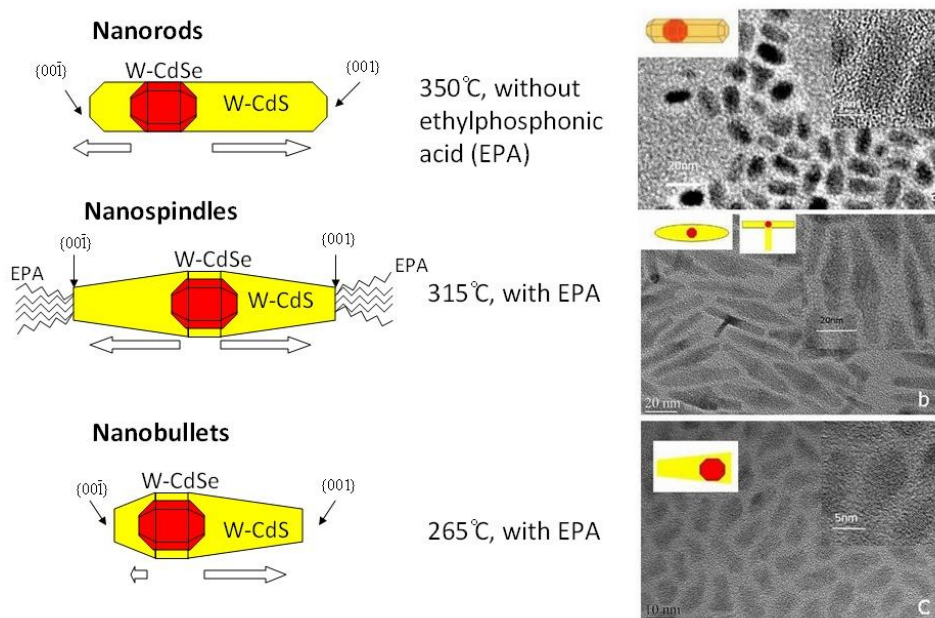 Nanorods
{001̄}
{001}
W-CdSe
W-CdS
350°C, without
ethylphosphonic
acid (EPA)
20nm
Nanospindles
{001̄}
{001}
EPA
W-CdSe
EPA
W-CdS
315°C, with EPA
20nm
20 nm
b
Nanobullets
W-CdSe
{001̄}
{001}
W-CdS
265°C, with EPA
5nm
10 nm
C